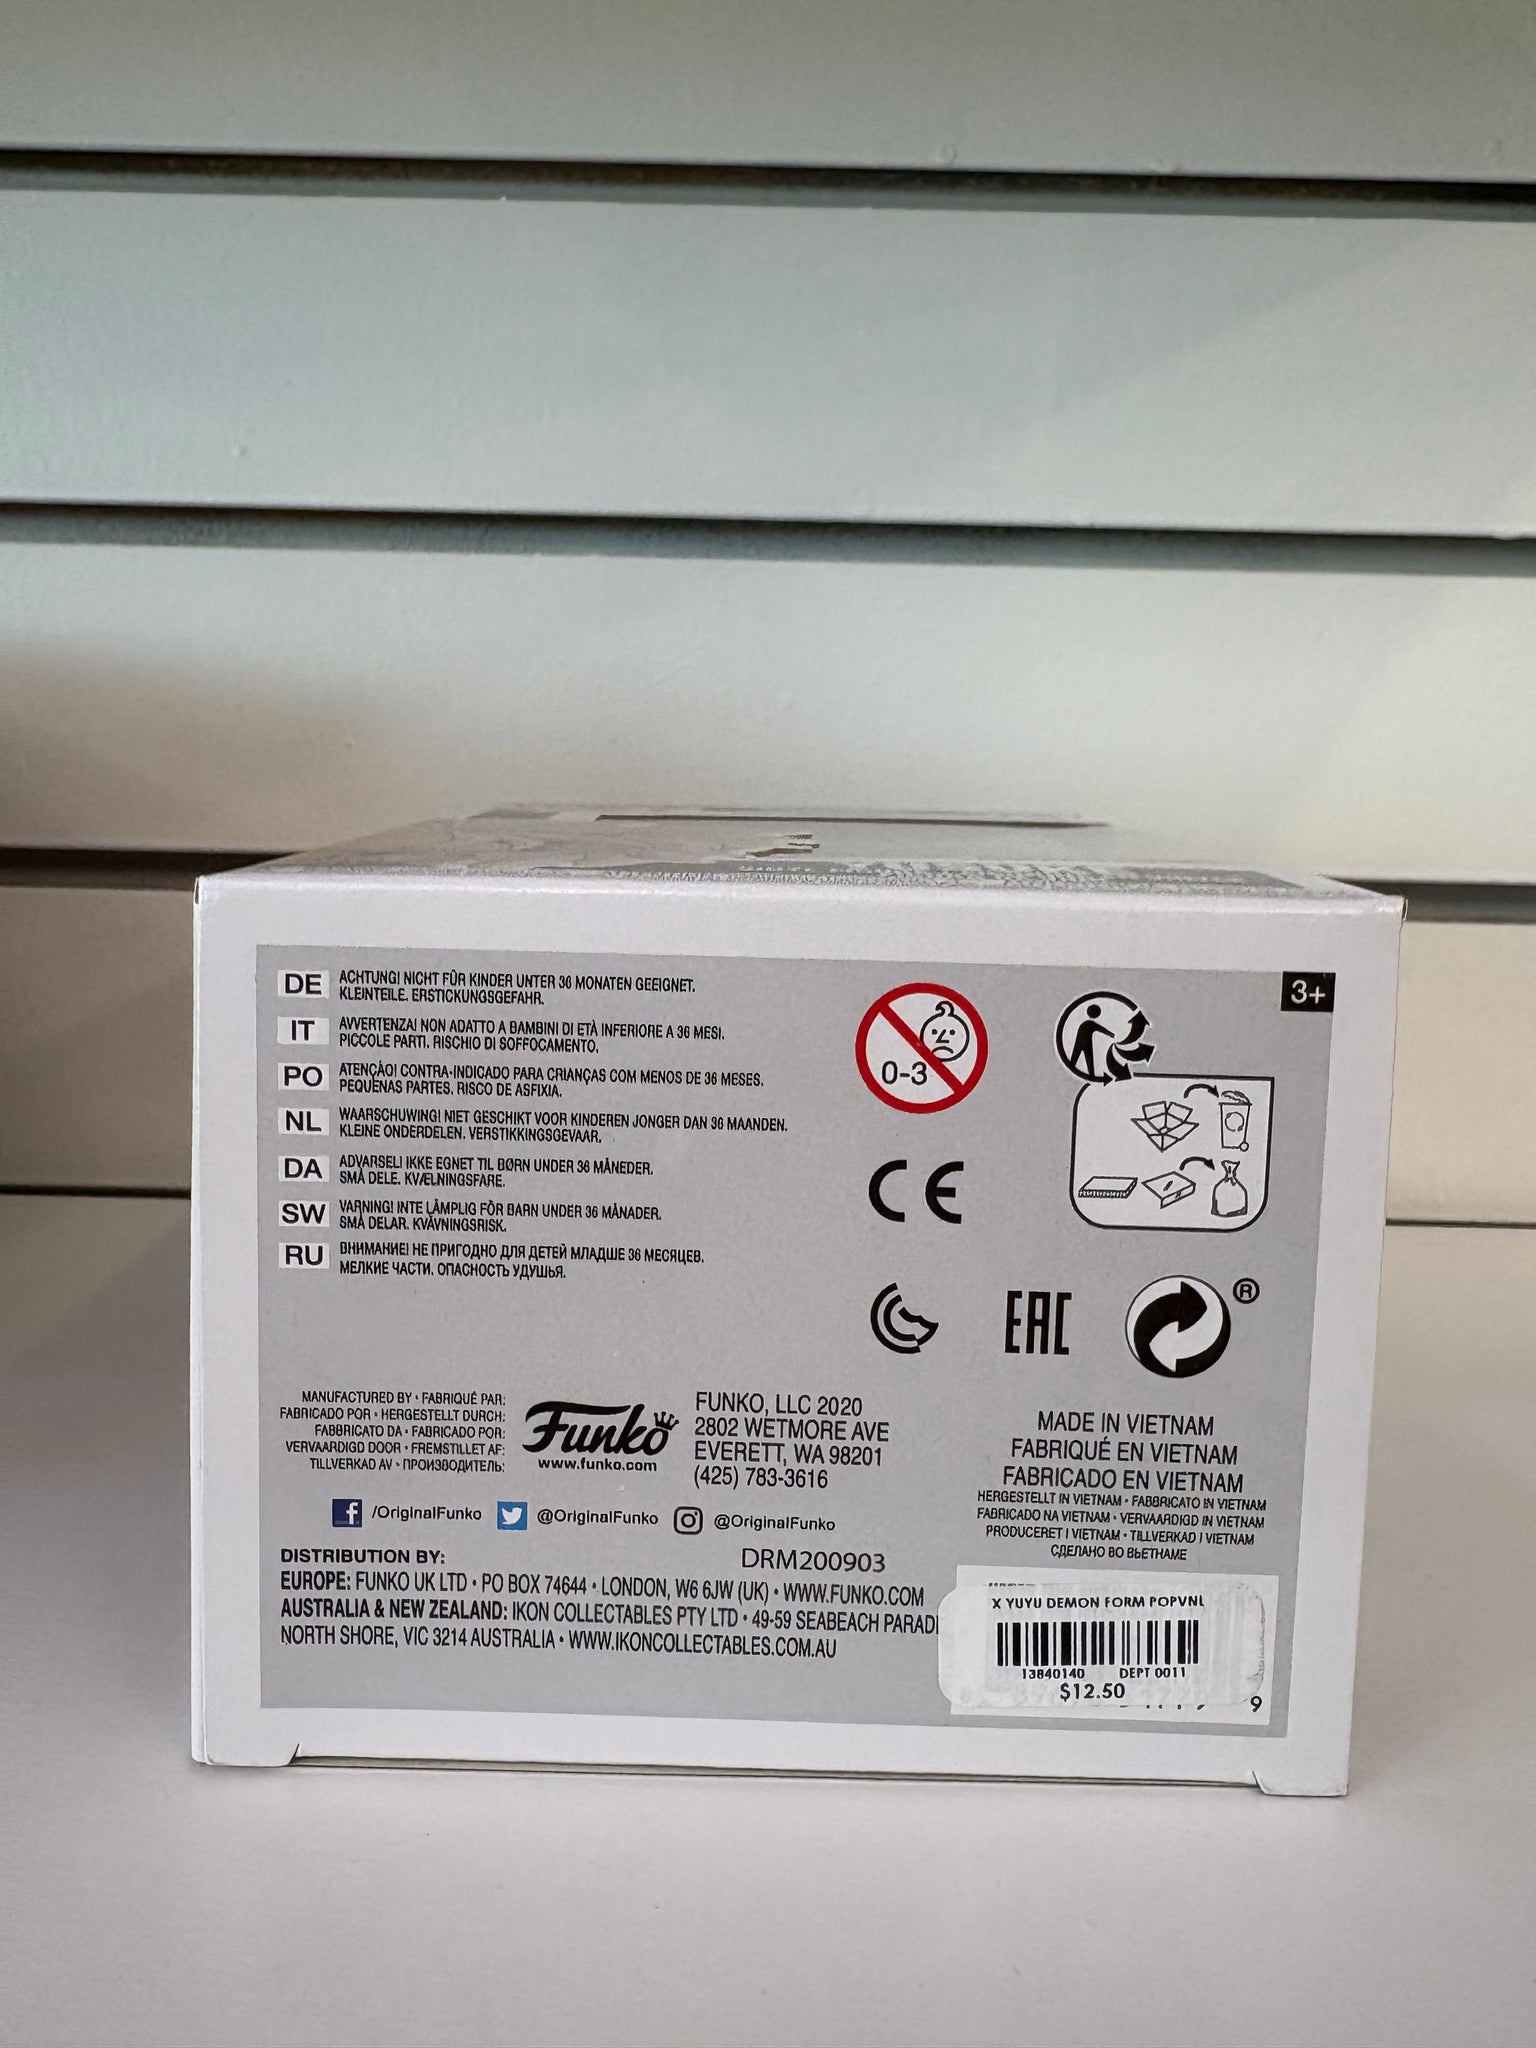 DE ACHTUNG! NICHT FÜR KINDER UNTER 36 MONATEN GEEIGNET.
KLEINTEILE. ERSTICKUNGSGEFAHR.
IT AVVERTENZA! NON ADATTO A BAMBINI DI ETÀ INFERIORE A 36 MESI.
PICCOLE PARTI. RISCHIO DI SOFFOCAMENTO.
PO ATENÇÃO! CONTRA-INDICADO PARA CRIANÇAS COM MENOS DE 36 MESES.
PEQUENAS PARTES. RISCO DE ASFIXIA.
NL WAARSCHUWING! NIET GESCHIKT VOOR KINDEREN JONGER DAN 36 MAANDEN.
KLEINE ONDERDELEN. VERSTIKKINGSGEVAAR.
DA ADVARSEL! IKKE EGNET TIL BØRN UNDER 36 MÅNEDER.
SMÅ DELE. KVÆLNINGSFARE.
SW VARNING! INTE LÄMPLIG FÖR BARN UNDER 36 MÅNADER.
SMÅ DELAR. KVÄVNINGSRISK.
RU ВНИМАНИЕ! НЕ ПРИГОДНО ДЛЯ ДЕТЕЙ МЛАДШЕ 36 МЕСЯЦЕВ.
МЕЛКИЕ ЧАСТИ. ОПАСНОСТЬ УДУШЬЯ.
0-3
3+
CE
EAC
®
MANUFACTURED BY • FABRIQUÉ PAR:
FABRICADO POR • HERGESTELLT DURCH:
FABBRICATO DA • FABRICADO POR:
VERVAARDIGD DOOR • FREMSTILLET AF:
TILLVERKAD AV • ПРОИЗВОДИТЕЛЬ:
Funko
www.funko.com
FUNKO, LLC 2020
2802 WETMORE AVE
EVERETT, WA 98201
(425) 783-3616
f /OriginalFunko @OriginalFunko @OriginalFunko
MADE IN VIETNAM
FABRIQUÉ EN VIETNAM
FABRICADO EN VIETNAM
HERGESTELLT IN VIETNAM • FABBRICATO IN VIETNAM
FABRICADO NA VIETNAM • VERVAARDIGD IN VIETNAM
PRODUCERET I VIETNAM • TILLVERKAD I VIETNAM
СДЕЛАНО ВО ВЬЕТНАМЕ
DISTRIBUTION BY:
DRM200903
EUROPE: FUNKO UK LTD • PO BOX 74644 • LONDON, W6 6JW (UK) • WWW.FUNKO.COM
AUSTRALIA & NEW ZEALAND: IKON COLLECTABLES PTY LTD • 49-59 SEABEACH PARADI
NORTH SHORE, VIC 3214 AUSTRALIA • WWW.IKONCOLLECTABLES.COM.AU
X YUYU DEMON FORM POPVNL
13840140 DEPT 0011
$12.50
9